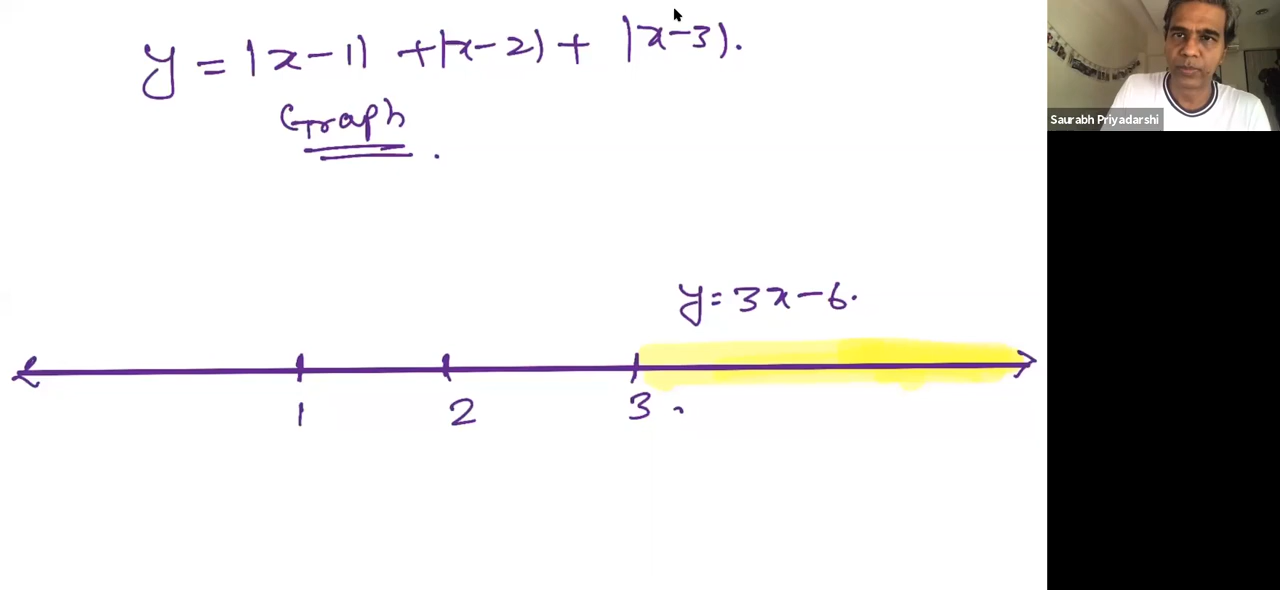 y = |x-1| + |x-2| + |x-3|.
Graph
Saurabh Priyadarshi
y = 3x - 6.
1 2 3